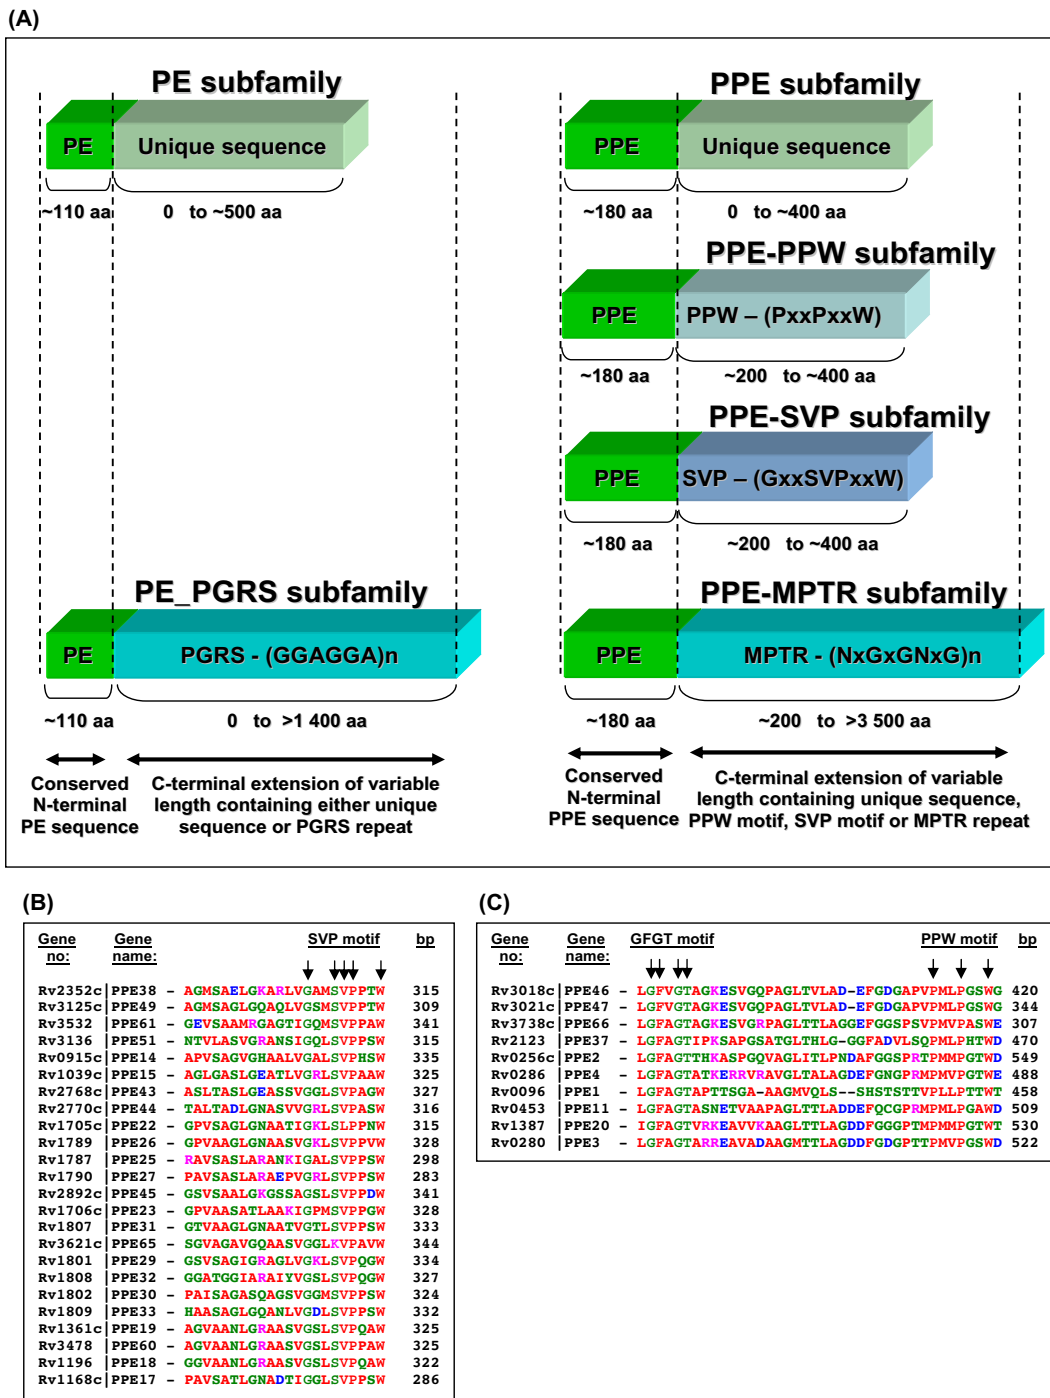 (A)
PE subfamily
PE
Unique sequence
~110 aa
0 to ~500 aa
PE_PGRS subfamily
PE
PGRS - (GGAGGA)n
~110 aa
0 to >1 400 aa
Conserved
N-terminal
PE sequence
C-terminal extension of variable
length containing either unique
sequence or PGRS repeat
PPE subfamily
PPE
Unique sequence
~180 aa
0 to ~400 aa
PPE-PPW subfamily
PPE
PPW – (PxxPxxW)
~180 aa
~200 to ~400 aa
PPE-SVP subfamily
PPE
SVP – (GxxSVPxxW)
~180 aa
~200 to ~400 aa
PPE-MPTR subfamily
PPE
MPTR - (NxGxGNxG)n
~180 aa
~200 to >3 500 aa
Conserved
N-terminal
PPE sequence
C-terminal extension of variable
length containing unique sequence,
PPW motif, SVP motif or MPTR repeat
(B)
Gene no: Gene name: SVP motif bp
Rv2352c|PPE38 - AGMSAELGKARLVGAMSVPPTW 315
Rv3125c|PPE49 - AGMSAGLGQAQLVGSMSVPPTW 309
Rv3532 |PPE61 - GEVSAAMRGAGTIGQMSVPPAW 341
Rv3136 |PPE51 - NTVLASVGRANSIGQLSVPPSW 315
Rv0915c|PPE14 - APVSAGVGHAALVGALSVPHSW 335
Rv1039c|PPE15 - AGLGASLGEATLVGRLSVPAAW 325
Rv2768c|PPE43 - ASLTASLGEASSVGGLSVPAGW 327
Rv2770c|PPE44 - TALTADLGNASVVGRLSVPASW 316
Rv1705c|PPE22 - GPVSAGLGNAATIGKLSLPPNW 315
Rv1789 |PPE26 - GPVAAGLGNAASVGKLSVPPVW 328
Rv1787 |PPE25 - RAVSASLARANKIGALSVPPSW 298
Rv1790 |PPE27 - PAVSASLARAEPVGRLSVPPSW 283
Rv2892c|PPE45 - GSVSAALGKGSSAGSLSVPPDW 341
Rv1706c|PPE23 - GPVAASATLAAKIGPMSVPPGW 328
Rv1807 |PPE31 - GTVAAGLGNAATVGTLSVPPSW 333
Rv3621c|PPE65 - SGVAGAVGQAASVGGLKVPAVW 344
Rv1801 |PPE29 - GSVSAGIGRAGLVGKLSVPQGW 334
Rv1808 |PPE32 - GGATGGIARAIYVGSLSVPQGW 327
Rv1802 |PPE30 - PAISAGASQAGSVGGMSVPPSW 324
Rv1809 |PPE33 - HAASAGLGQANLVGDLSVPPSW 332
Rv1361c|PPE19 - AGVAANLGRAASVGSLSVPQAW 325
Rv3478 |PPE60 - AGVAANLGRAASVGSLSVPPAW 325
Rv1196 |PPE18 - GGVAANLGRAASVGSLSVPQAW 322
Rv1168c|PPE17 - PAVSATLGNADTIGGLSVPPSW 286
(C)
Gene no: Gene name: GFGT motif PPW motif bp
Rv3018c|PPE46 - LGFVGTAGKESVGQPAGLTVLAD-EFGDGAPVPMLPGSWG 420
Rv3021c|PPE47 - LGFVGTAGKESVGQPAGLTVLAD-EFGDGAPVPMLPGSWG 344
Rv3738c|PPE66 - LGFAGTAGKESVGRPAGLTTLAGGEFGGSPSVPMVPASWE 307
Rv2123 |PPE37 - LGFAGTIPKSAPGSATGLTHLG-GGFADVLSQPMLPHTWD 470
Rv0256c|PPE2 - LGFAGTTHKASPGQVAGLITLPNDAFGGSPRTPMMPGTWD 549
Rv0286 |PPE4 - LGFAGTATKERRVRAVGLTALAGDEFGNGPRMPMVPGTWE 488
Rv0096 |PPE1 - LGFAGTAPTTSGA-AAGMVQLS--SHSTSTTVPLLPTTWT 458
Rv0453 |PPE11 - LGFAGTASNETVAAPAGLTTLADDEFQCGPRMPMLPGAWD 509
Rv1387 |PPE20 - IGFAGTVRKEAVVKAAGLTTLAGDDFGGGPTMPMMPGTWT 530
Rv0280 |PPE3 - LGFAGTARREAVADAAGMTTLAGDDFGDGPTTPMVPGSWD 522